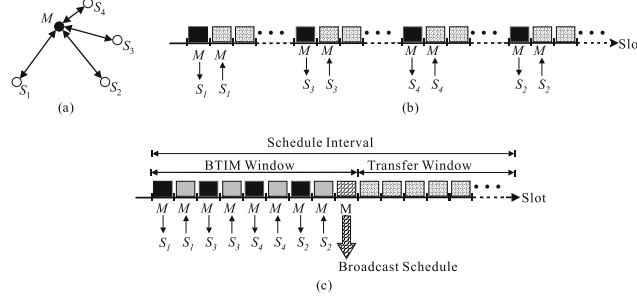 M
S4
S3
S1
S2
(a)
M M M M M M M M
S1 S1 S3 S3 S4 S4 S2 S2
Slot
(b)
Schedule Interval
BTIM Window Transfer Window
Slot
M M M M M M M M M
S1 S1 S3 S3 S4 S4 S2 S2
Broadcast Schedule
(c)